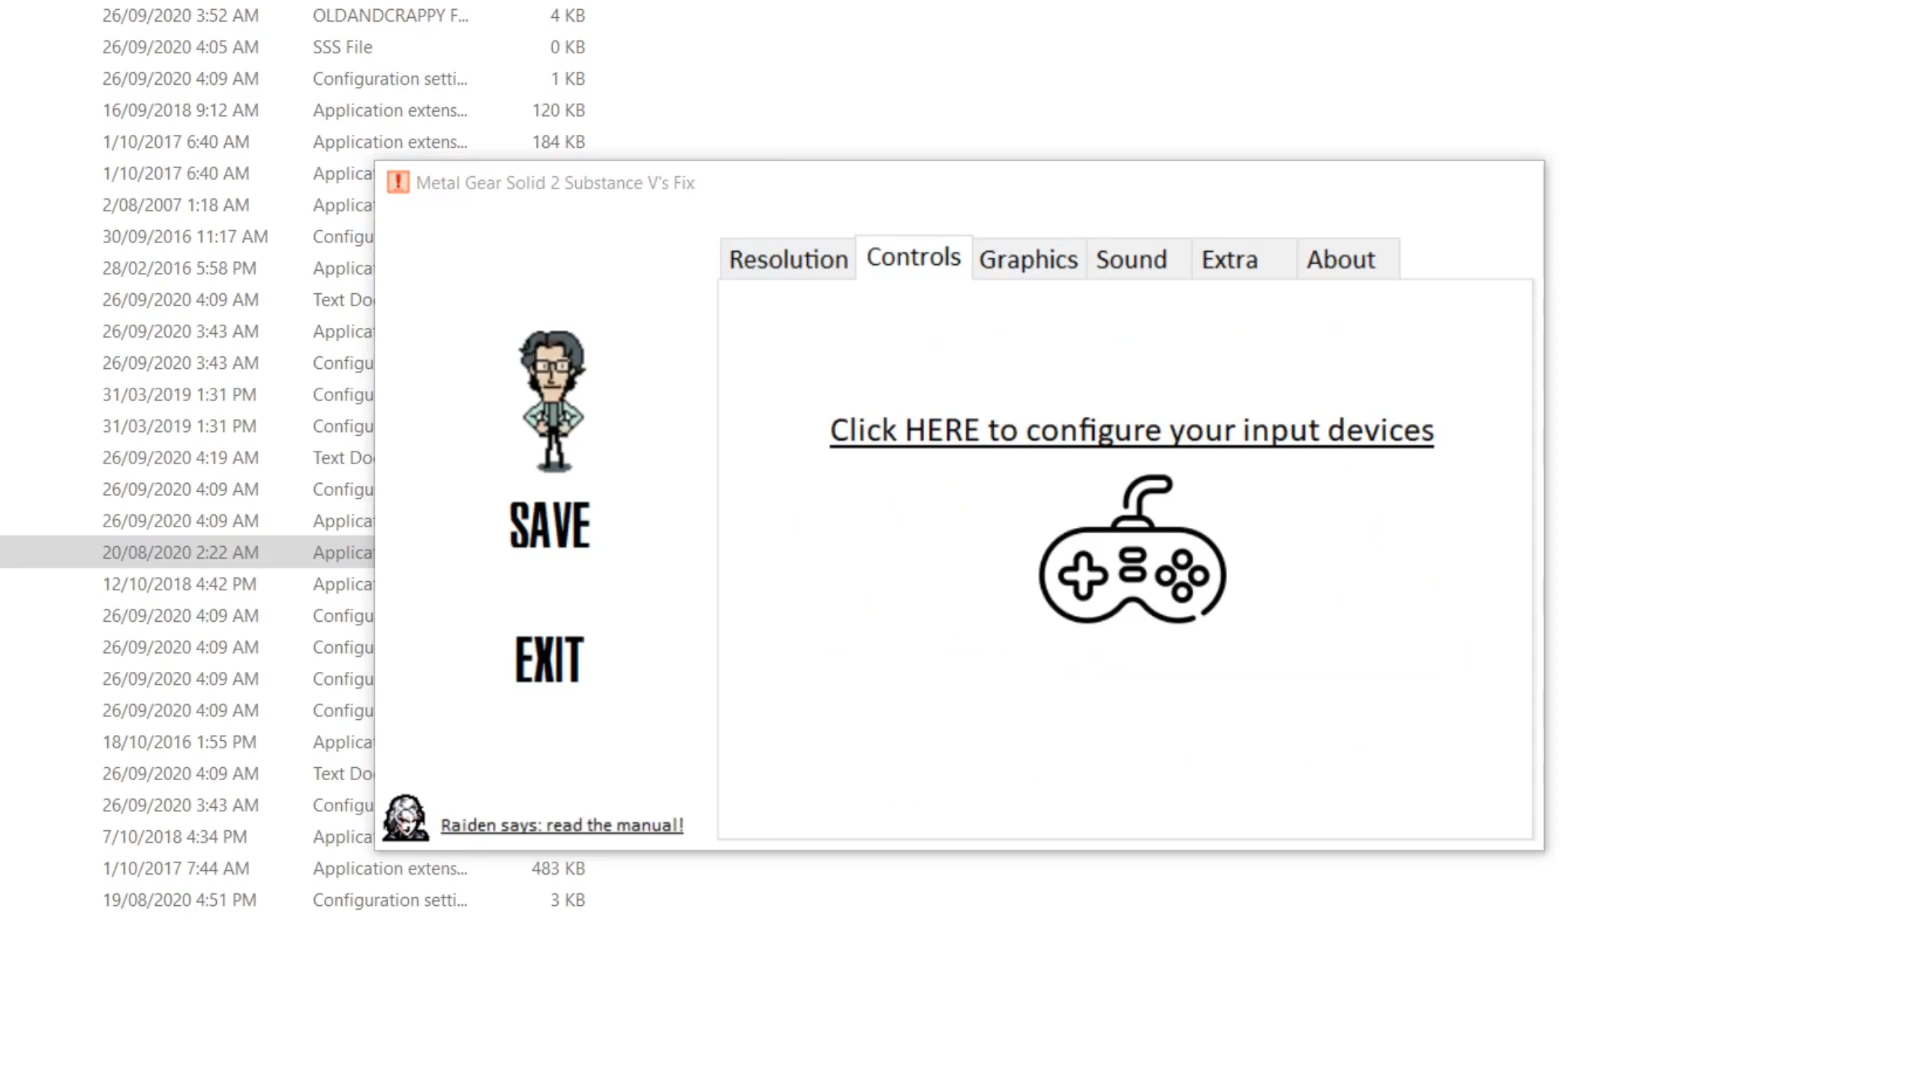 26/09/2020 3:52 AM OLDANDCRAPPY F... 4 KB
26/09/2020 4:05 AM SSS File 0 KB
26/09/2020 4:09 AM Configuration setti... 1 KB
16/09/2018 9:12 AM Application extens... 120 KB
1/10/2017 6:40 AM Application extens... 184 KB
1/10/2017 6:40 AM Applica
2/08/2007 1:18 AM Applica
30/09/2016 11:17 AM Configu
28/02/2016 5:58 PM Applica
26/09/2020 4:09 AM Text Do
26/09/2020 3:43 AM Applica
26/09/2020 3:43 AM Configu
31/03/2019 1:31 PM Configu
31/03/2019 1:31 PM Configu
26/09/2020 4:19 AM Text Do
26/09/2020 4:09 AM Configu
26/09/2020 4:09 AM Applica
20/08/2020 2:22 AM Applica
12/10/2018 4:42 PM Applica
26/09/2020 4:09 AM Configu
26/09/2020 4:09 AM Configu
26/09/2020 4:09 AM Configu
26/09/2020 4:09 AM Configu
18/10/2016 1:55 PM Applica
26/09/2020 4:09 AM Text Do
26/09/2020 3:43 AM Configu
7/10/2018 4:34 PM Applica
1/10/2017 7:44 AM Application extens... 483 KB
19/08/2020 4:51 PM Configuration setti... 3 KB
Metal Gear Solid 2 Substance V's Fix
Resolution Controls Graphics Sound Extra About
Click HERE to configure your input devices
SAVE
EXIT
Raiden says: read the manual!